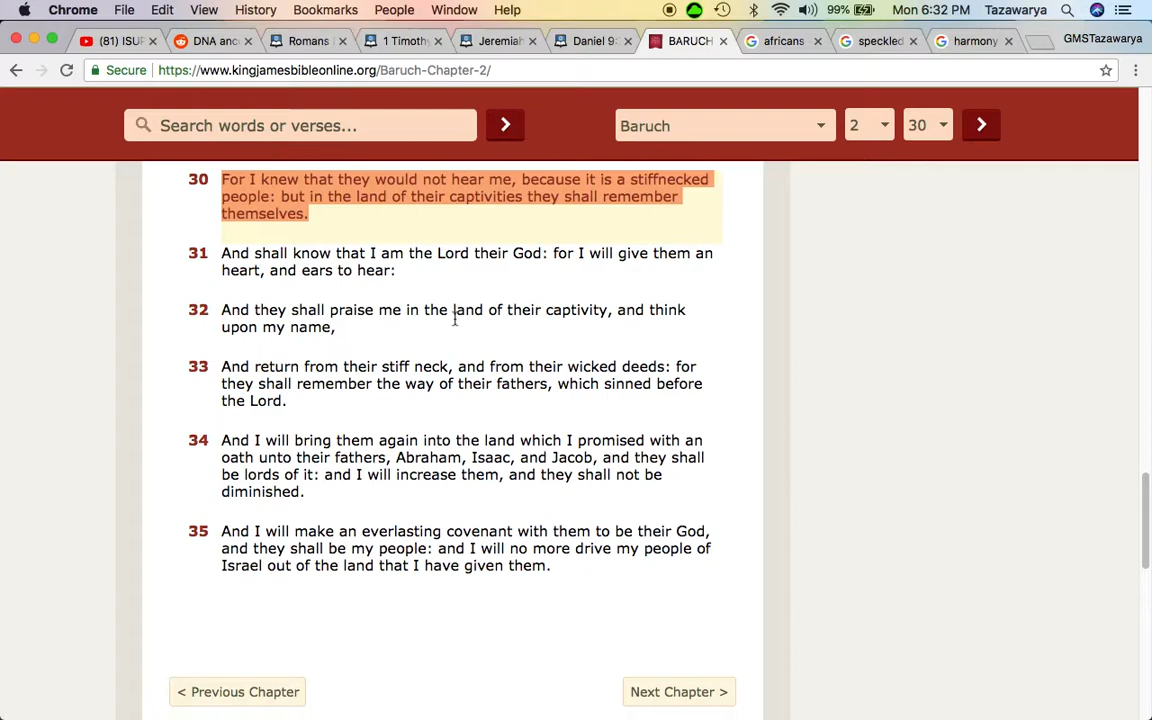 Chrome File Edit View History Bookmarks People Window Help 99% Mon 6:32 PM Tazawarya
(81) ISUP DNA anc Romans 1 Timothy Jeremiah Daniel 9: BARUCH africans speckled harmony GMSTazawarya
Secure https://www.kingjamesbibleonline.org/Baruch-Chapter-2/
Search words or verses... Baruch 2 30
30 For I knew that they would not hear me, because it is a stiffnecked
people: but in the land of their captivities they shall remember
themselves.
31 And shall know that I am the Lord their God: for I will give them an
heart, and ears to hear:
32 And they shall praise me in the land of their captivity, and think
upon my name,
33 And return from their stiff neck, and from their wicked deeds: for
they shall remember the way of their fathers, which sinned before
the Lord.
34 And I will bring them again into the land which I promised with an
oath unto their fathers, Abraham, Isaac, and Jacob, and they shall
be lords of it: and I will increase them, and they shall not be
diminished.
35 And I will make an everlasting covenant with them to be their God,
and they shall be my people: and I will no more drive my people of
Israel out of the land that I have given them.
< Previous Chapter Next Chapter >